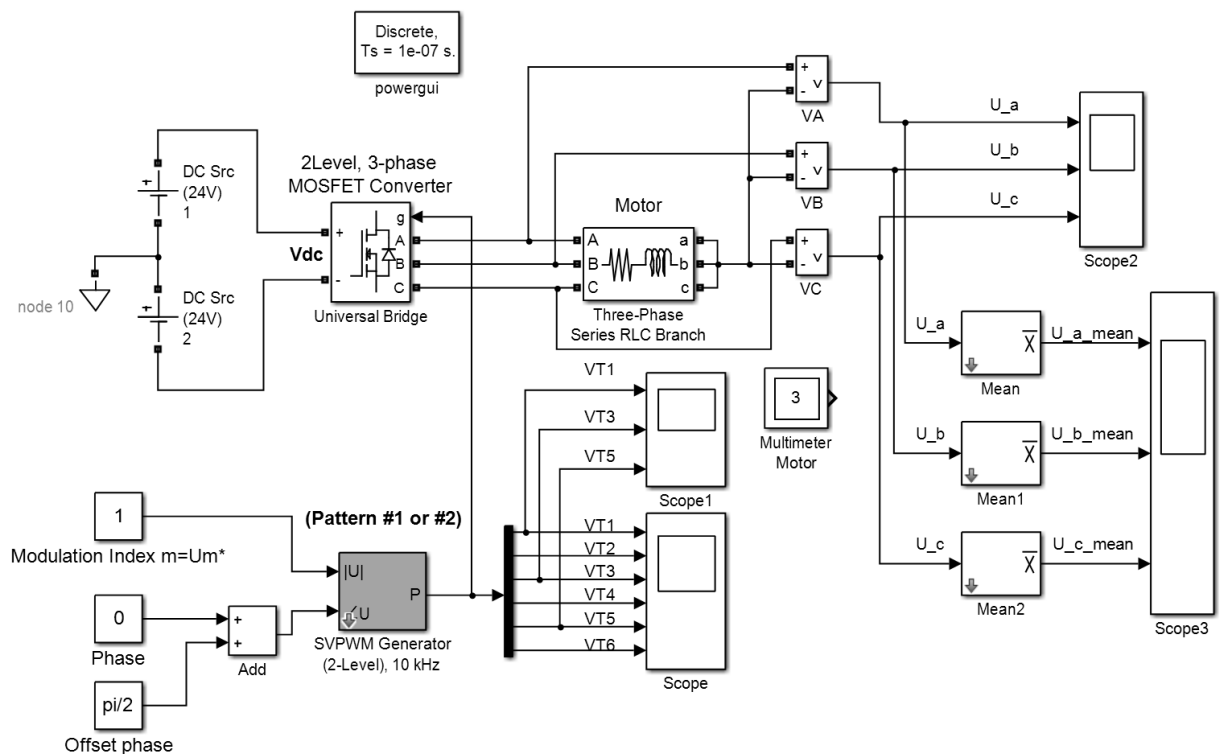 Discrete,
Ts = 1e-07 s.
powergui
+
-
v
VA
U_a
+
-
v
VB
U_b
+
-
v
VC
U_c
Scope2
DC Src
(24V)
1
+
2Level, 3-phase
MOSFET Converter
Vdc
+
-
g
A
B
C
Universal Bridge
Motor
A
B
C
a
b
c
Three-Phase
Series RLC Branch
node 10
DC Src
(24V)
2
+
U_a
X
Mean
U_a_mean
U_b
X
Mean1
U_b_mean
U_c
X
Mean2
U_c_mean
Scope3
VT1
VT3
VT5
Scope1
3
Multimeter
Motor
1
Modulation Index m=Um*
(Pattern #1 or #2)
|U|
∠U
P
SVPWM Generator
(2-Level), 10 kHz
0
Phase
+
+
Add
pi/2
Offset phase
VT1
VT2
VT3
VT4
VT5
VT6
Scope